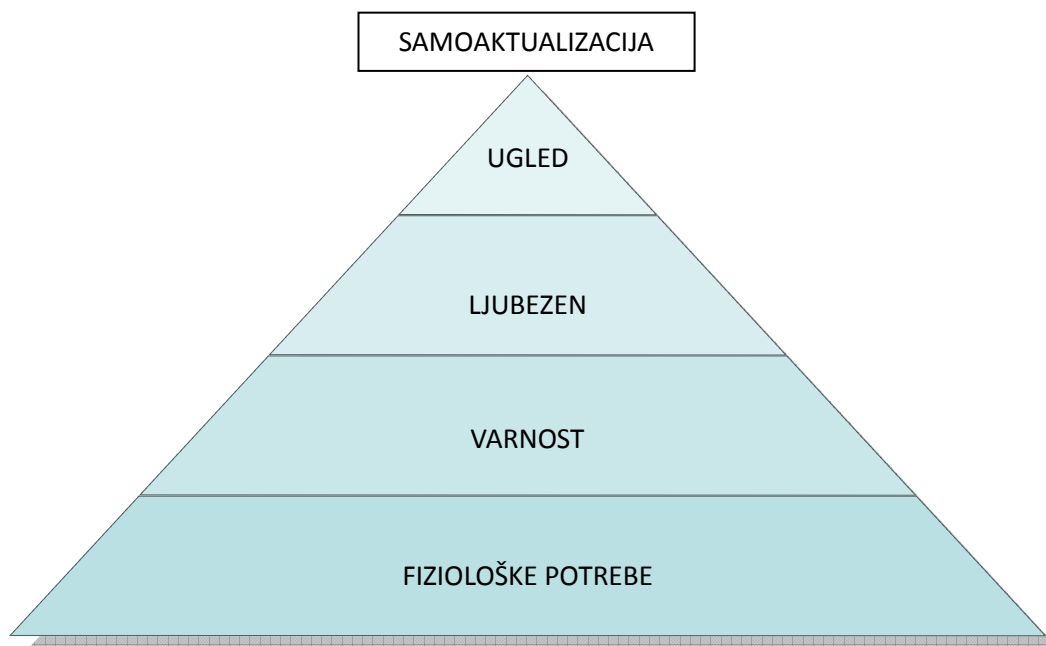 SAMOAKTUALIZACIJA
UGLED
LJUBEZEN
VARNOST
FIZIOLOŠKE POTREBE